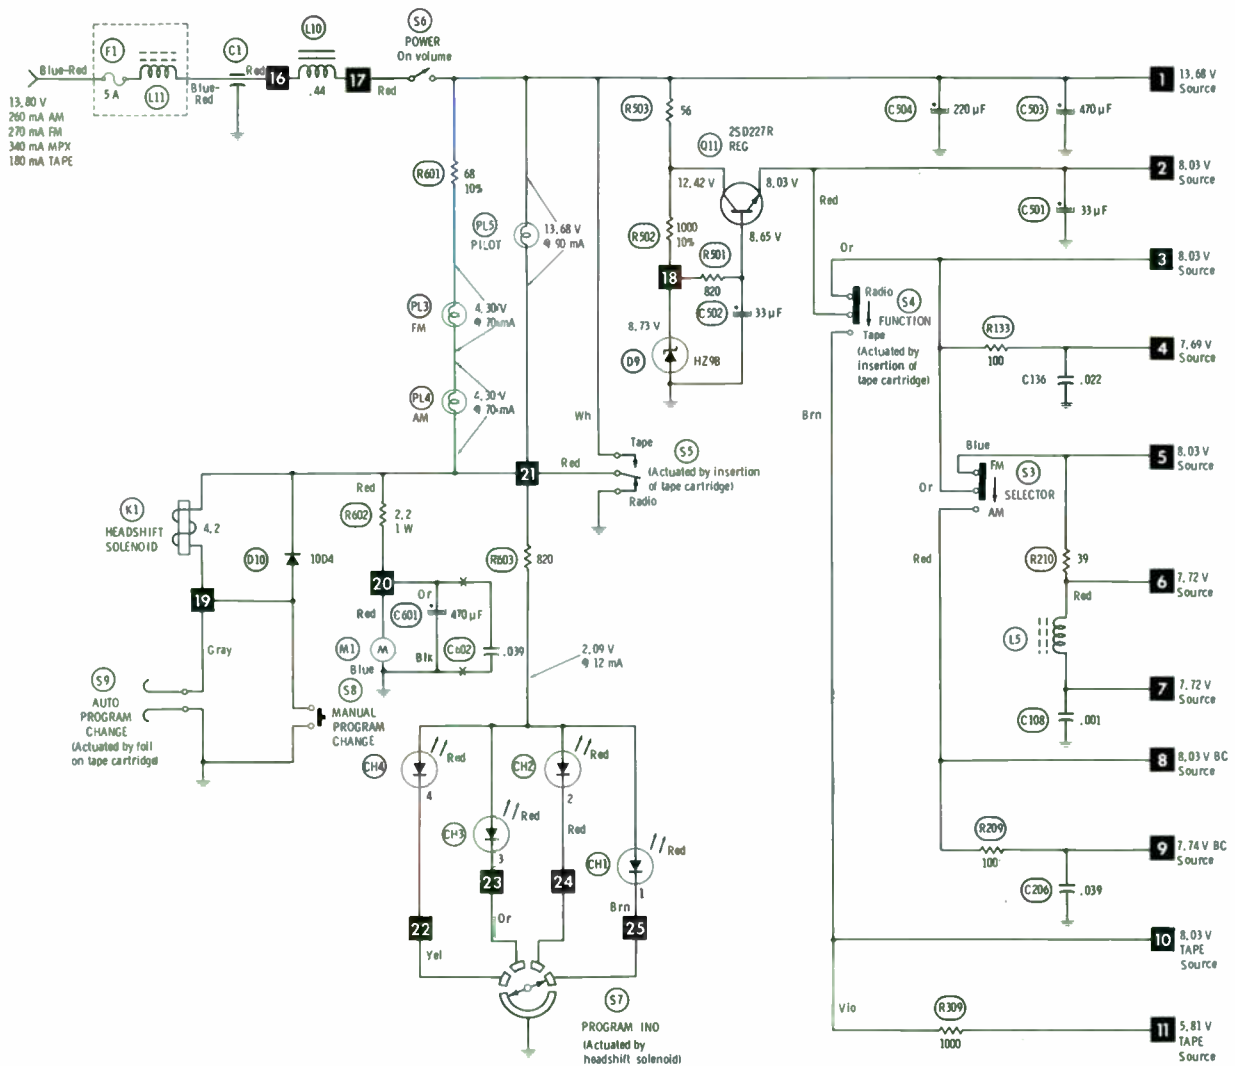 Blue-Red
F1
5 A
L11
Blue-
Red
C1
Red
16
L10
.44
17
Red
S6
POWER
On volume
13.80 V
260 mA AM
270 mA FM
340 mA MPX
180 mA TAPE
R601
68
10%
PL5
PILOT
13.68 V
@ 90 mA
PL3
FM
4.30V
@ 70mA
PL4
AM
4.30V
@ 70mA
R503
56
Q11
2SD227R
REG
12.42 V
8.03 V
8.65 V
R502
1000
10%
18
R501
820
C502
33 µF
8.73 V
D9
HZ9B
C504
220 µF
C503
470 µF
1
13.68 V
Source
2
8.03 V
Source
Red
C501
33 µF
3
8.03 V
Source
Or
Radio
S4
FUNCTION
Tape
(Actuated by
insertion of
tape cartridge)
R133
100
C136
.022
4
7.69 V
Source
Brn
Wh
Tape
S5
(Actuated by insertion
of tape cartridge)
Radio
21
Red
Blue
FM
S3
SELECTOR
AM
Or
Red
5
8.03 V
Source
R210
39
Red
6
7.72 V
Source
L5
7
7.72 V
Source
C108
.001
8
8.03 V BC
Source
R209
100
9
7.74 V BC
Source
C206
.039
10
8.03 V
TAPE
Source
Vio
R309
1000
11
5.81 V
TAPE
Source
K1
HEADSHIFT
SOLENOID
4.2
D10
10D4
Red
R602
2.2
1 W
20
Or
Red
C601
470 µF
M1
M
Blk
Blue
C602
.039
R603
820
19
Gray
S9
AUTO
PROGRAM
CHANGE
(Actuated by foil
on tape cartridge)
S8
MANUAL
PROGRAM
CHANGE
2.09 V
@ 12 mA
CH4
Red
4
CH2
Red
2
CH3
Red
3
Red
CH1
Red
1
23
24
Or
Brn
22
25
Yel
S7
PROGRAM IND
(Actuated by
headshift solenoid)